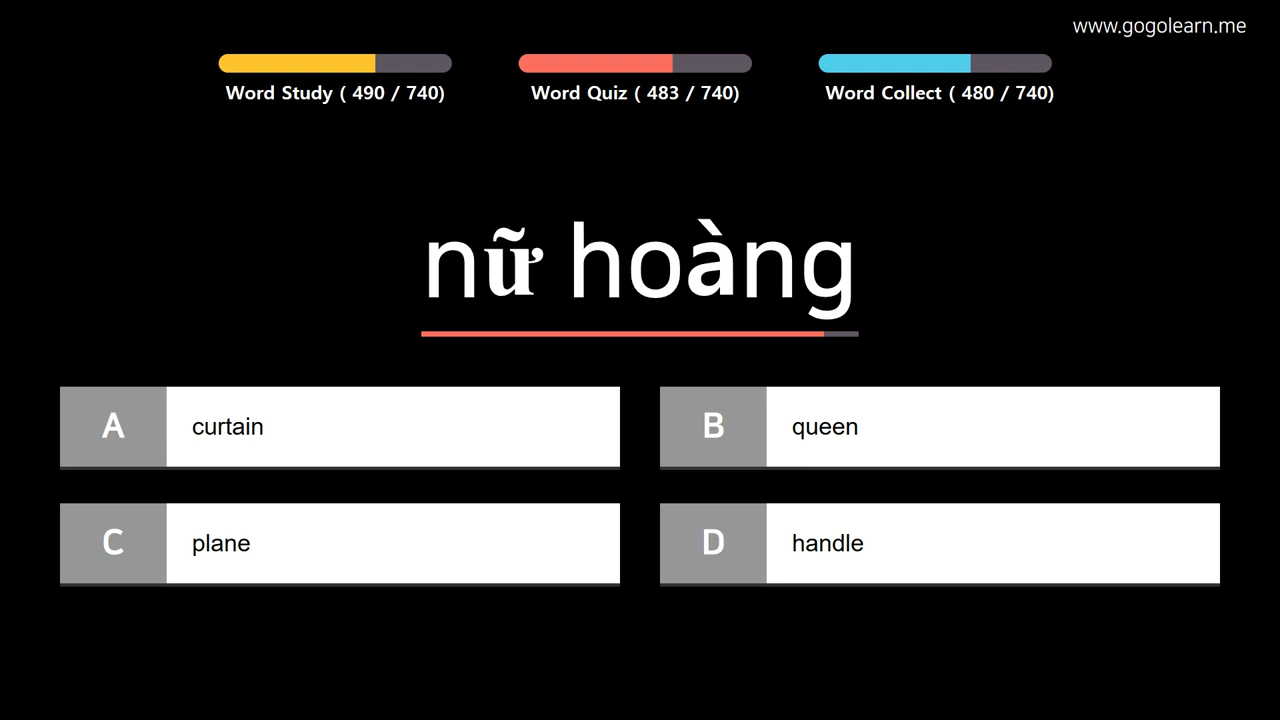 www.gogolearn.me
Word Study ( 490 / 740)
Word Quiz ( 483 / 740)
Word Collect ( 480 / 740)
nữ hoàng
A curtain
B queen
C plane
D handle